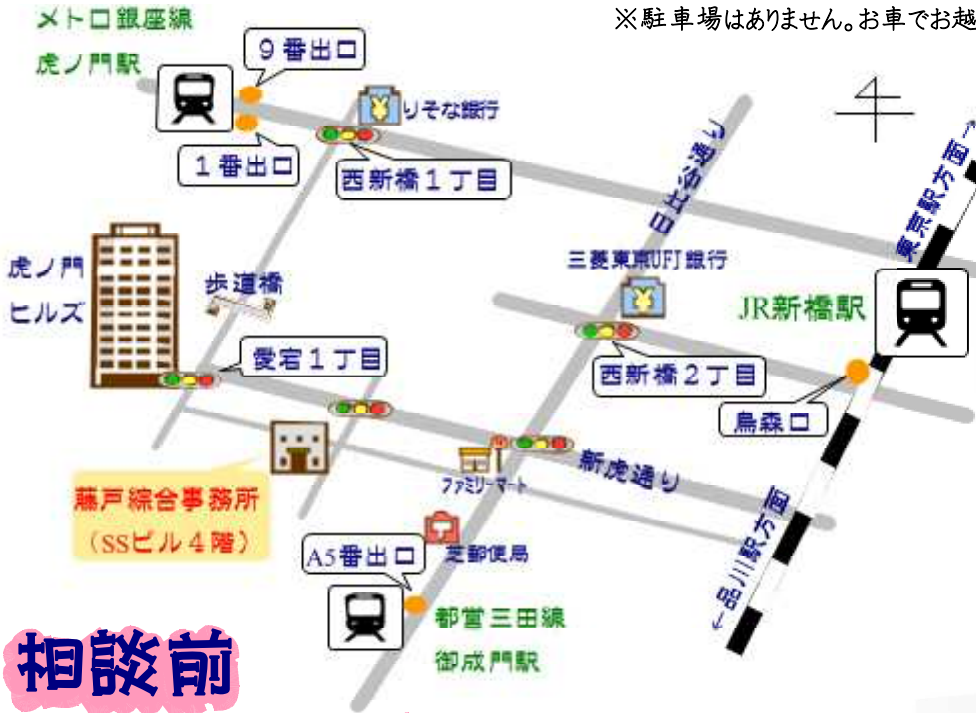 メトロ銀座線
虎ノ門駅
※駐車場はありません。お車でお越
9番出口
りそな銀行
1番出口
西新橋1丁目
日比谷通り
東京駅方面→
三菱東京UFJ銀行
虎ノ門
ヒルズ
歩道橋
JR新橋駅
愛宕1丁目
西新橋2丁目
烏森口
新虎通り
ファミリーマート
藤戸綜合事務所
(SSビル4階)
芝郵便局
A5番出口
←品川駅方面
都営三田線
御成門駅
相談前